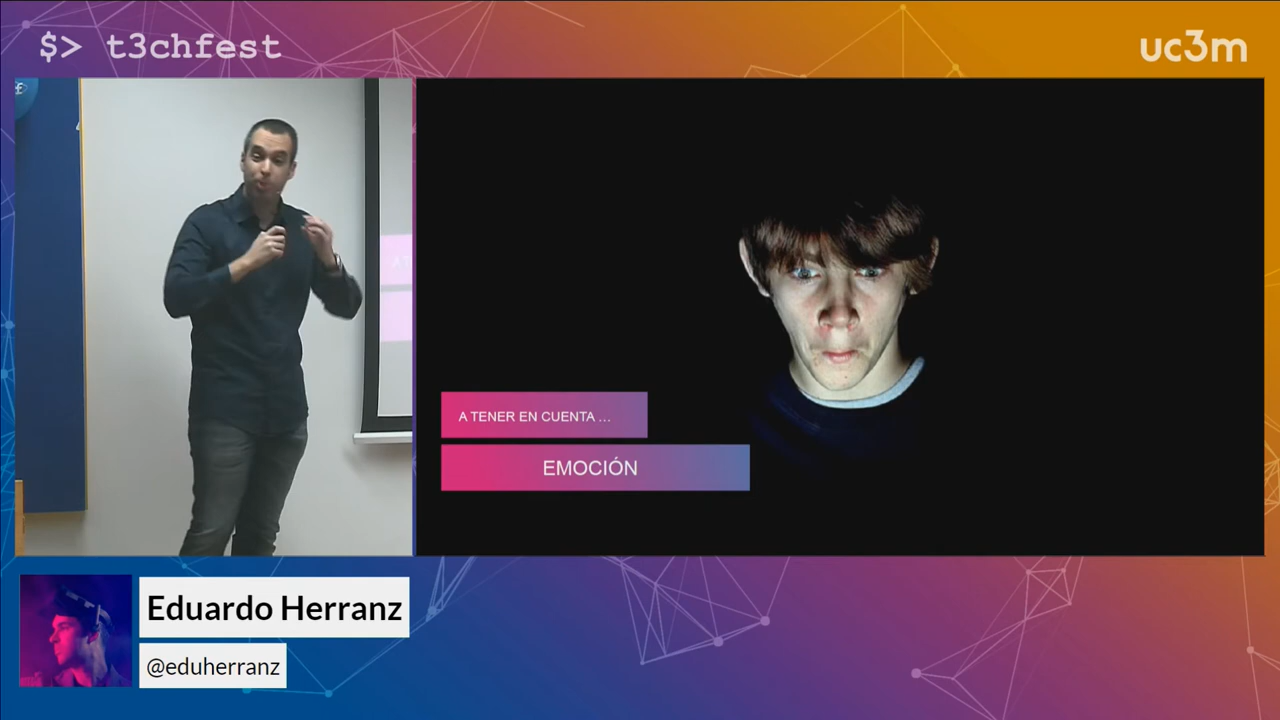 $> t3chfest
uc3m
A TENER EN CUENTA ...
EMOCIÓN
Eduardo Herranz
@eduherranz